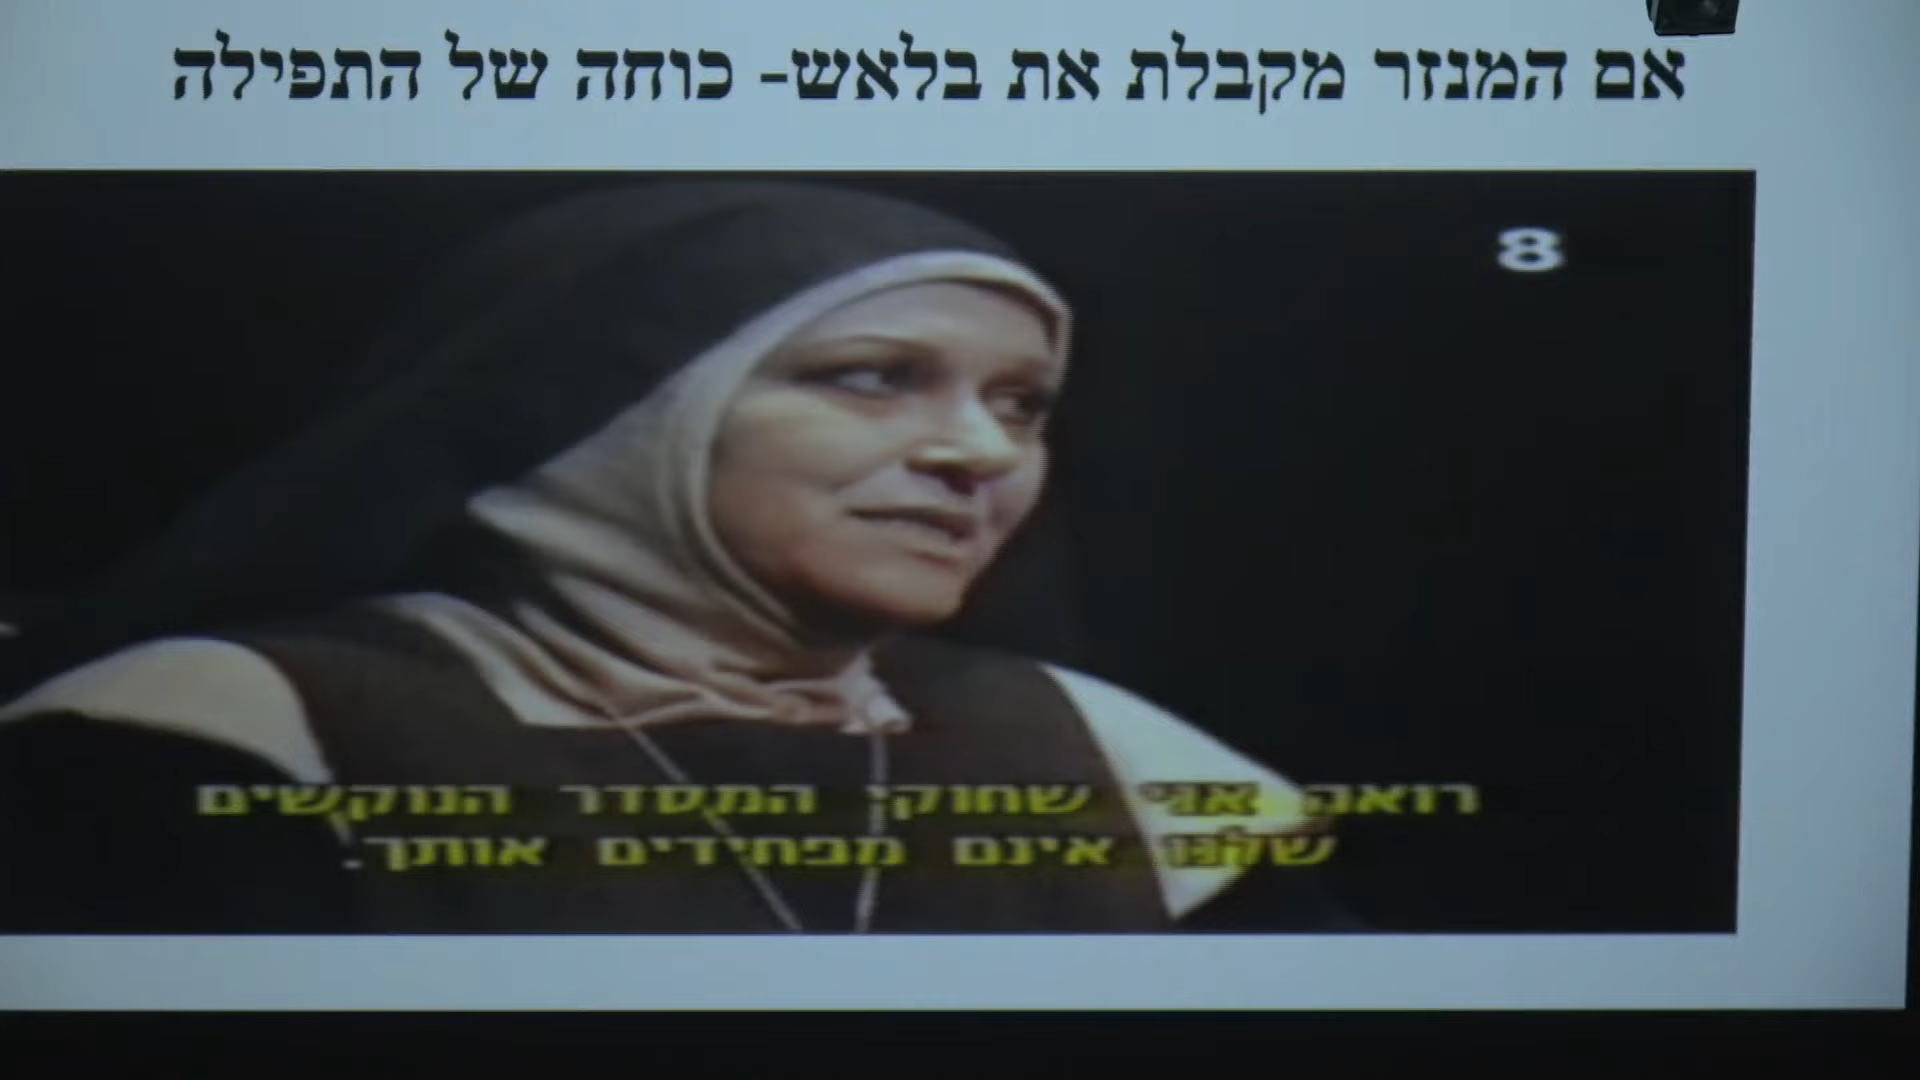 אם המנזר מקבלת את בלאש- כוחה של התפילה
8
רואה אני שחוקי המסדר הנוקשים
שלנו אינם מפחידים אותך.